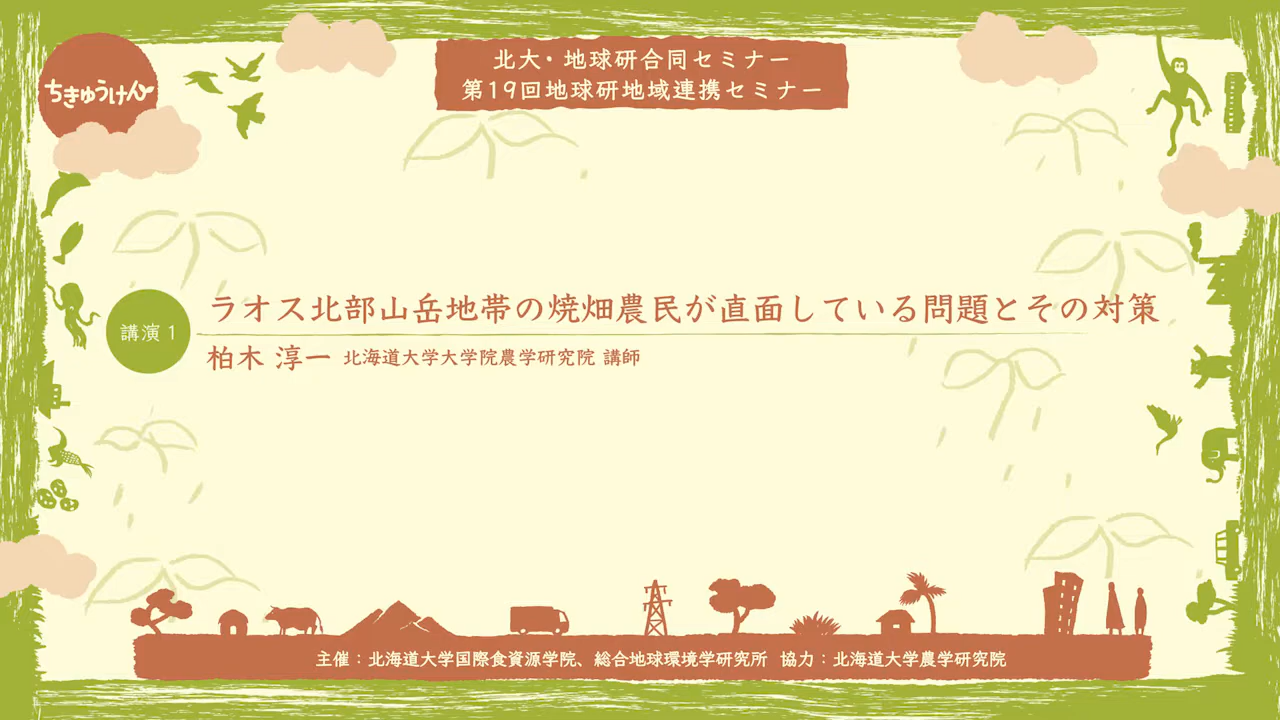 ちきゅうけん
北大・地球研合同セミナー
第19回地球研地域連携セミナー
講演1
ラオス北部山岳地帯の焼畑農民が直面している問題とその対策
柏木 淳一 北海道大学大学院農学研究院 講師
主催：北海道大学国際食資源学院、総合地球環境学研究所 協力：北海道大学農学研究院